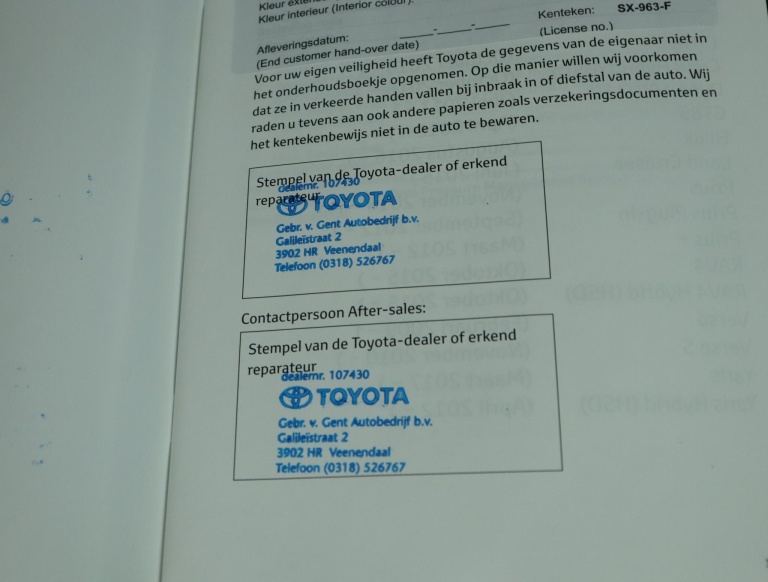 Kleur interieur (Interior colour):
Kenteken: SX-963-F
Afleveringsdatum: ____-____-____ (License no.)
(End customer hand-over date)
Voor uw eigen veiligheid heeft Toyota de gegevens van de eigenaar niet in
het onderhoudsboekje opgenomen. Op die manier willen wij voorkomen
dat ze in verkeerde handen vallen bij inbraak in of diefstal van de auto. Wij
raden u tevens aan ook andere papieren zoals verzekeringsdocumenten en
het kentekenbewijs niet in de auto te bewaren.
Stempel van de Toyota-dealer of erkend
dealernr. 107430
reparateur
TOYOTA
Gebr. v. Gent Autobedrijf b.v.
Galileïstraat 2
3902 HR Veenendaal
Telefoon (0318) 526767
Contactpersoon After-sales:
Stempel van de Toyota-dealer of erkend
reparateur
dealernr. 107430
TOYOTA
Gebr. v. Gent Autobedrijf b.v.
Galileïstraat 2
3902 HR Veenendaal
Telefoon (0318) 526767